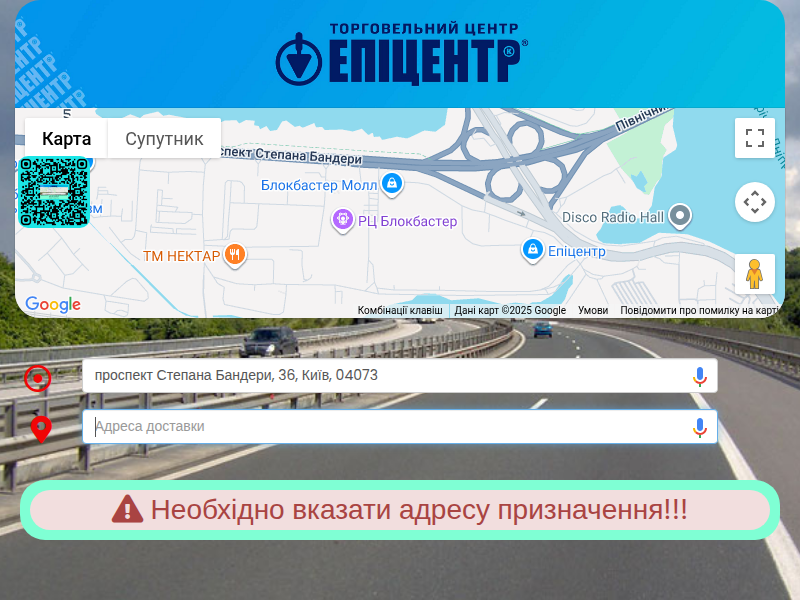 ТОРГОВЕЛЬНИЙ ЦЕНТР
ЕПІЦЕНТР®
Карта
Супутник
спект Степана Бандери
Північни
Блокбастер Молл
РЦ Блокбастер
Disco Radio Hall
ТМ НЕКТАР
Епіцентр
Google
Комбінації клавіш
Дані карт ©2025 Google
Умови
Повідомити про помилку на карті
проспект Степана Бандери, 36, Київ, 04073
Адреса доставки
Необхідно вказати адресу призначення!!!